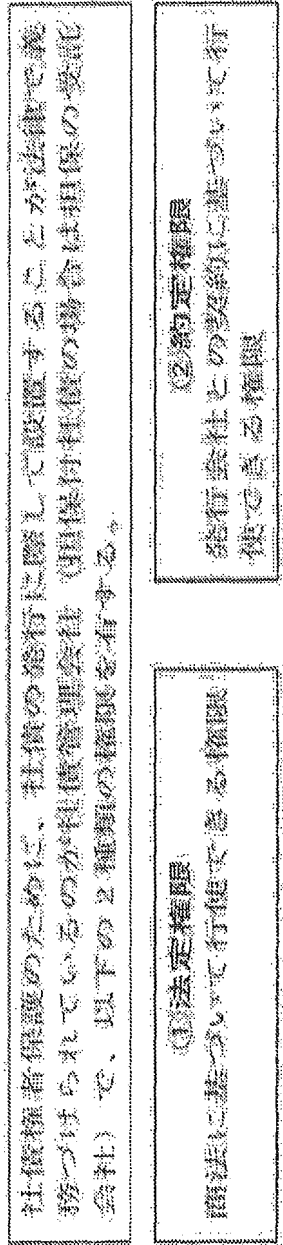 社債権者保護のために、社債の発行に際して設置することが法律で義
務づけられているのが社債管理会社（担保付社債の場合は担保の受託
会社）で、以下の2種類の権限を有する。
①法定権限
商法に基づいて行使できる権限
②約定権限
発行会社との契約に基づいて行
使できる権限